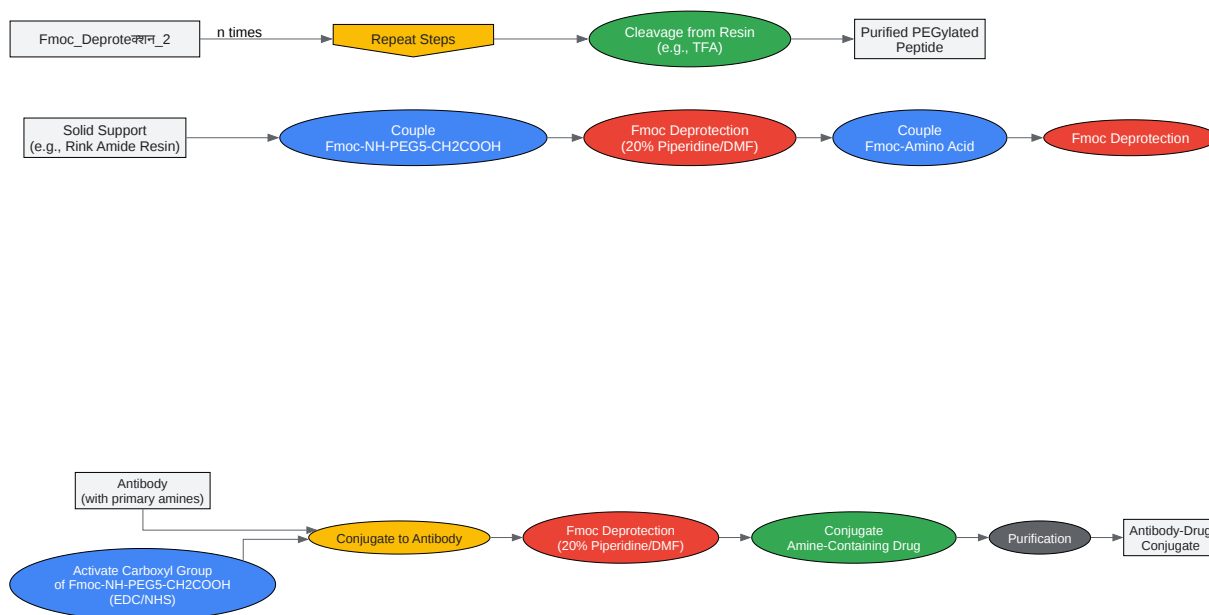 Fmoc_Deproteक्शन_2
n times
Repeat Steps
Cleavage from Resin
(e.g., TFA)
Purified PEGylated
Peptide
Solid Support
(e.g., Rink Amide Resin)
Couple
Fmoc-NH-PEG5-CH2COOH
Fmoc Deprotection
(20% Piperidine/DMF)
Couple
Fmoc-Amino Acid
Fmoc Deprotection
Antibody
(with primary amines)
Activate Carboxyl Group
of Fmoc-NH-PEG5-CH2COOH
(EDC/NHS)
Conjugate to Antibody
Fmoc Deprotection
(20% Piperidine/DMF)
Conjugate
Amine-Containing Drug
Purification
Antibody-Drug
Conjugate